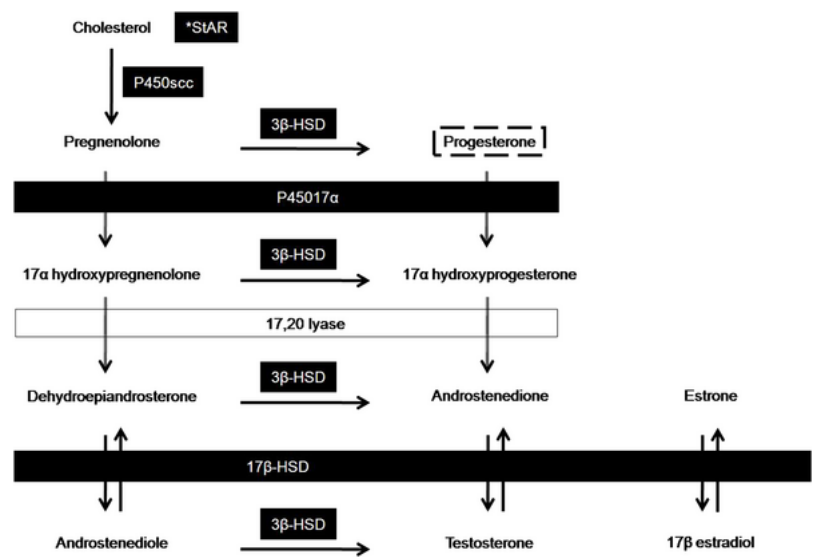 Cholesterol *StAR
P450scc
3β-HSD
Pregnenolone Progesterone
P45017α
3β-HSD
17α hydroxypregnenolone 17α hydroxyprogesterone
17,20 lyase
3β-HSD
Dehydroepiandrosterone Androstenedione Estrone
17β-HSD
3β-HSD
Androstenediole Testosterone 17β estradiol